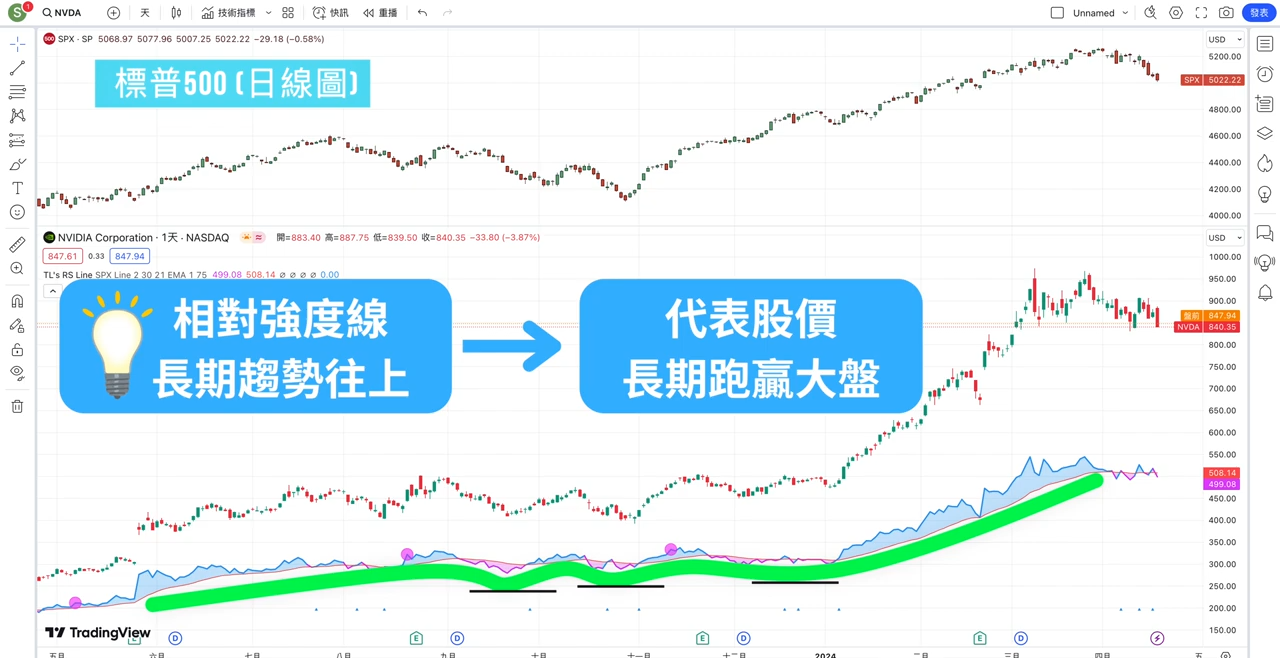 S
1
NVDA
天
技術指標
快訊
重播
Unnamed
發表
500
SPX · SP 5068.97 5077.96 5007.25 5022.22 −29.18 (−0.58%)
USD
5200.00
標普500 (日線圖)
SPX 5022.22
4800.00
4600.00
4400.00
4200.00
4000.00
NVIDIA Corporation · 1天 · NASDAQ
開=883.40 高=887.75 低=839.50 收=840.35 −33.80 (−3.87%)
USD
847.61 0.33 847.94
1000.00
TL's RS Line SPX Line 2 30 21 EMA 1 75 499.08 508.14 ∅ ∅ ∅ ∅ 0.00
950.00
相對強度線
長期趨勢往上
代表股價
長期跑贏大盤
900.00
盤前 847.94
NVDA 840.35
800.00
750.00
700.00
650.00
600.00
550.00
508.14
499.08
450.00
400.00
350.00
300.00
250.00
200.00
150.00
TradingView
E D E D E D E D
五月 六月 七月 八月 九月 十月 十一月 十二月 2024 二月 三月 四月 五